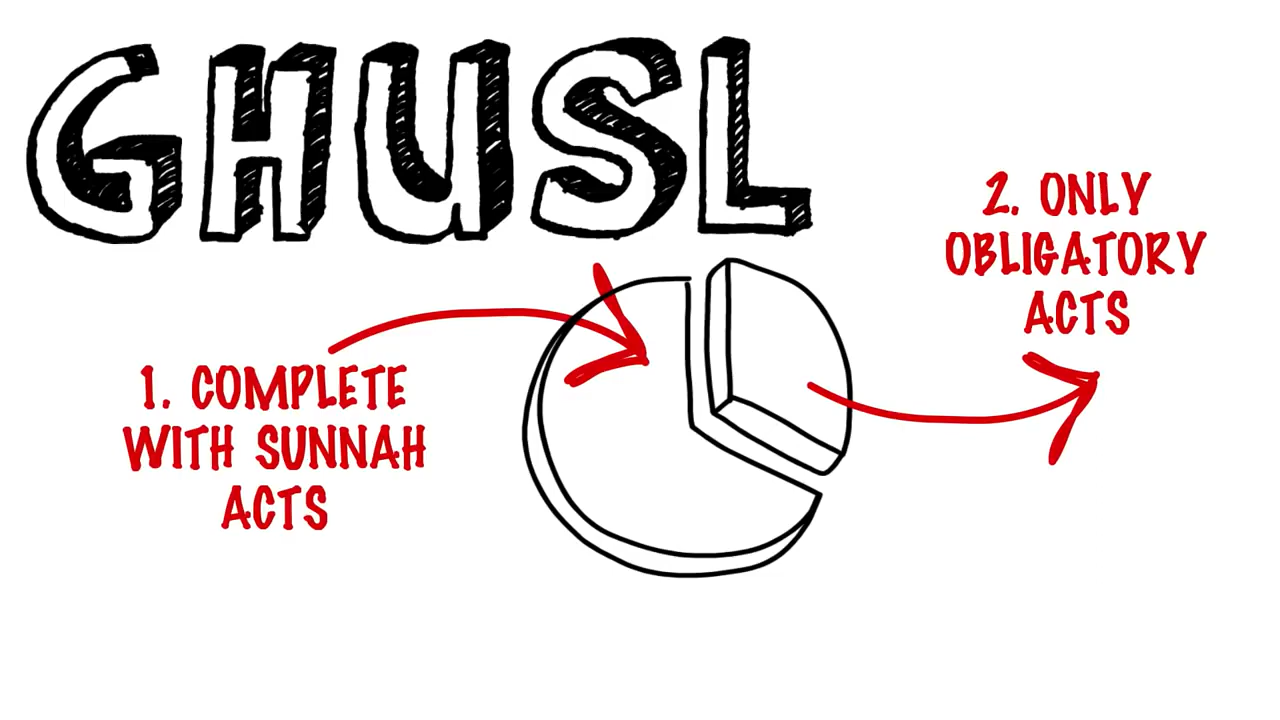 GHUSL
1. COMPLETE
WITH SUNNAH
ACTS
2. ONLY
OBLIGATORY
ACTS